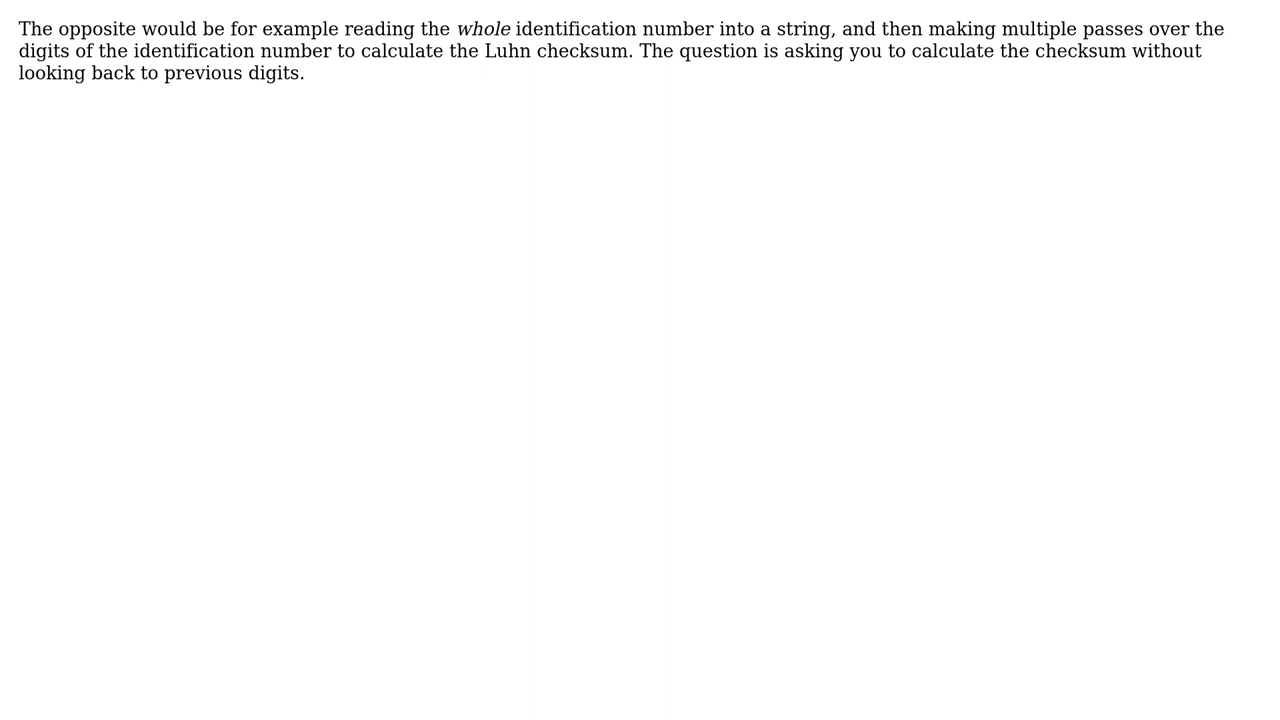 The opposite would be for example reading the whole identification number into a string, and then making multiple passes over the
digits of the identification number to calculate the Luhn checksum. The question is asking you to calculate the checksum without
looking back to previous digits.